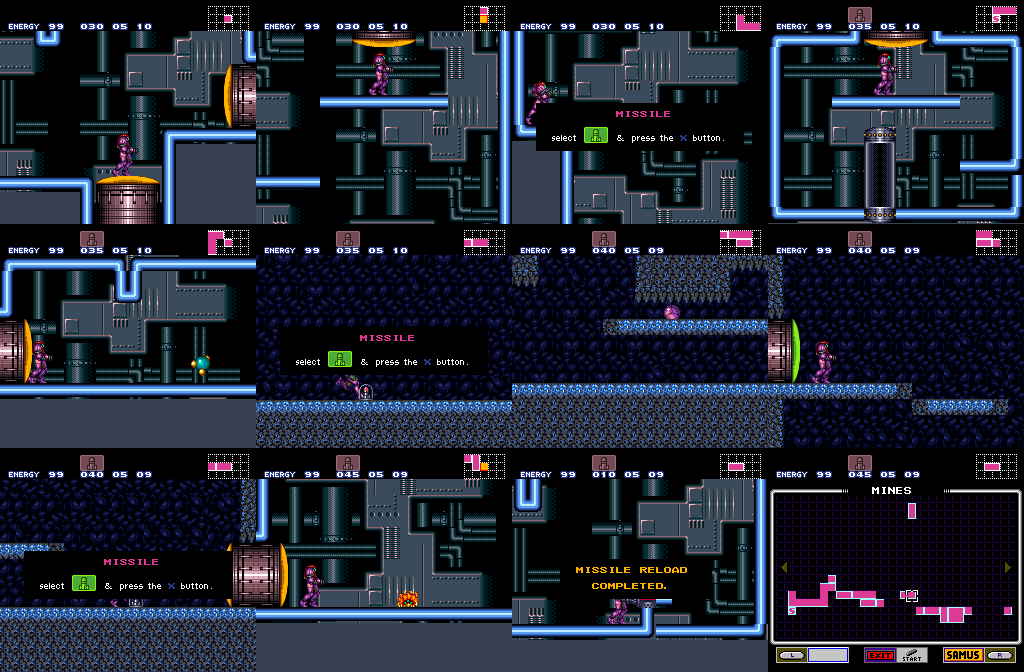 ENERGY 99 030 05 10
ENERGY 99 030 05 10
ENERGY 99 030 05 10
MISSILE
select & press the × button.
ENERGY 99 035 05 10
ENERGY 99 035 05 10
ENERGY 99 035 05 10
MISSILE
select & press the × button.
ENERGY 99 040 05 09
ENERGY 99 040 05 09
ENERGY 99 040 05 09
MISSILE
select & press the × button.
ENERGY 99 045 05 09
ENERGY 99 010 05 09
MISSILE RELOAD
COMPLETED.
ENERGY 99 045 05 09
MINES
S
L EXIT START SAMUS R